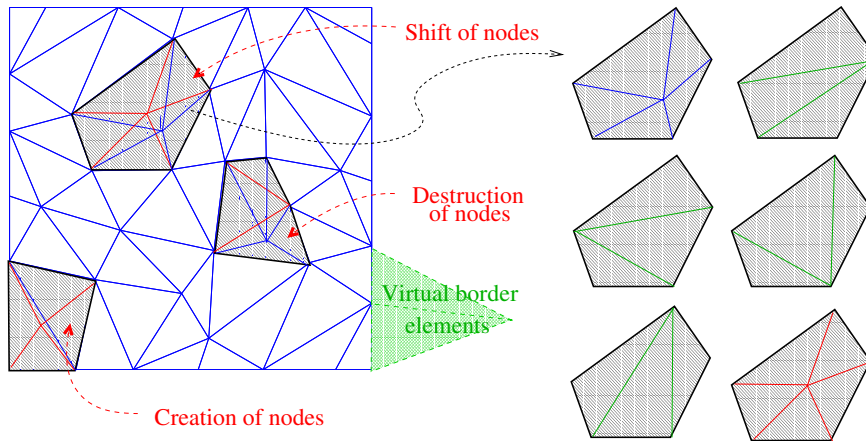 Shift of nodes
Destruction
of nodes
Virtual border
elements
Creation of nodes